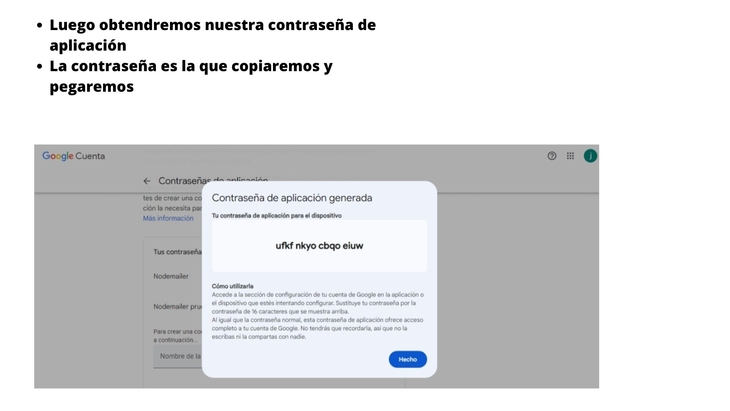 Luego obtendremos nuestra contraseña de
aplicación
La contraseña es la que copiaremos y
pegaremos
Google Cuenta
j
Contraseñas de aplicación
tes de crear una co
ción la necesita par
Más información
Contraseña de aplicación generada
Tu contraseña de aplicación para el dispositivo
ufkf nkyo cbqo eiuw
Tus contraseña
Nodemailer
Nodemailer prue
Para crear una co
a continuación...
Nombre de la
Cómo utilizarla
Accede a la sección de configuración de tu cuenta de Google en la aplicación o
el dispositivo que estés intentando configurar. Sustituye tu contraseña por la
contraseña de 16 caracteres que se muestra arriba.
Al igual que la contraseña normal, esta contraseña de aplicación ofrece acceso
completo a tu cuenta de Google. No tendrás que recordarla, así que no la
escribas ni la compartas con nadie.
Hecho